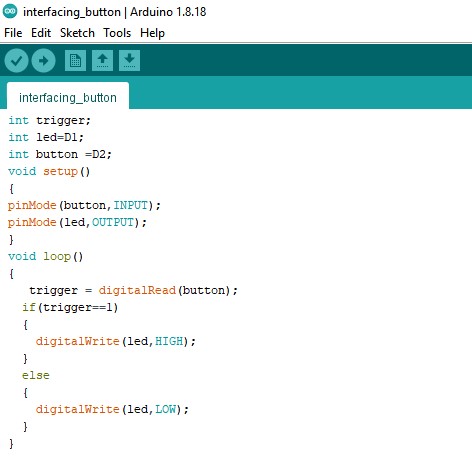 interfacing_button | Arduino 1.8.18
File Edit Sketch Tools Help
interfacing_button
int trigger;
int led=D1;
int button =D2;
void setup()
{
pinMode(button,INPUT);
pinMode(led,OUTPUT);
}
void loop()
{
   trigger = digitalRead(button);
  if(trigger==1)
  {
    digitalWrite(led,HIGH);
  }
  else
  {
    digitalWrite(led,LOW);
  }
}